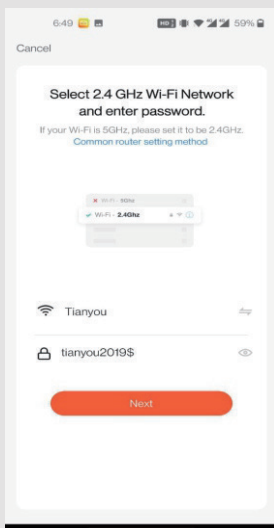 6:49
HD 59%
Cancel
Select 2.4 GHz Wi-Fi Network
and enter password.
If your Wi-Fi is 5GHz, please set it to be 2.4GHz.
Common router setting method
Wi-Fi - 5Ghz
Wi-Fi - 2.4Ghz
Tianyou
tianyou2019$
Next